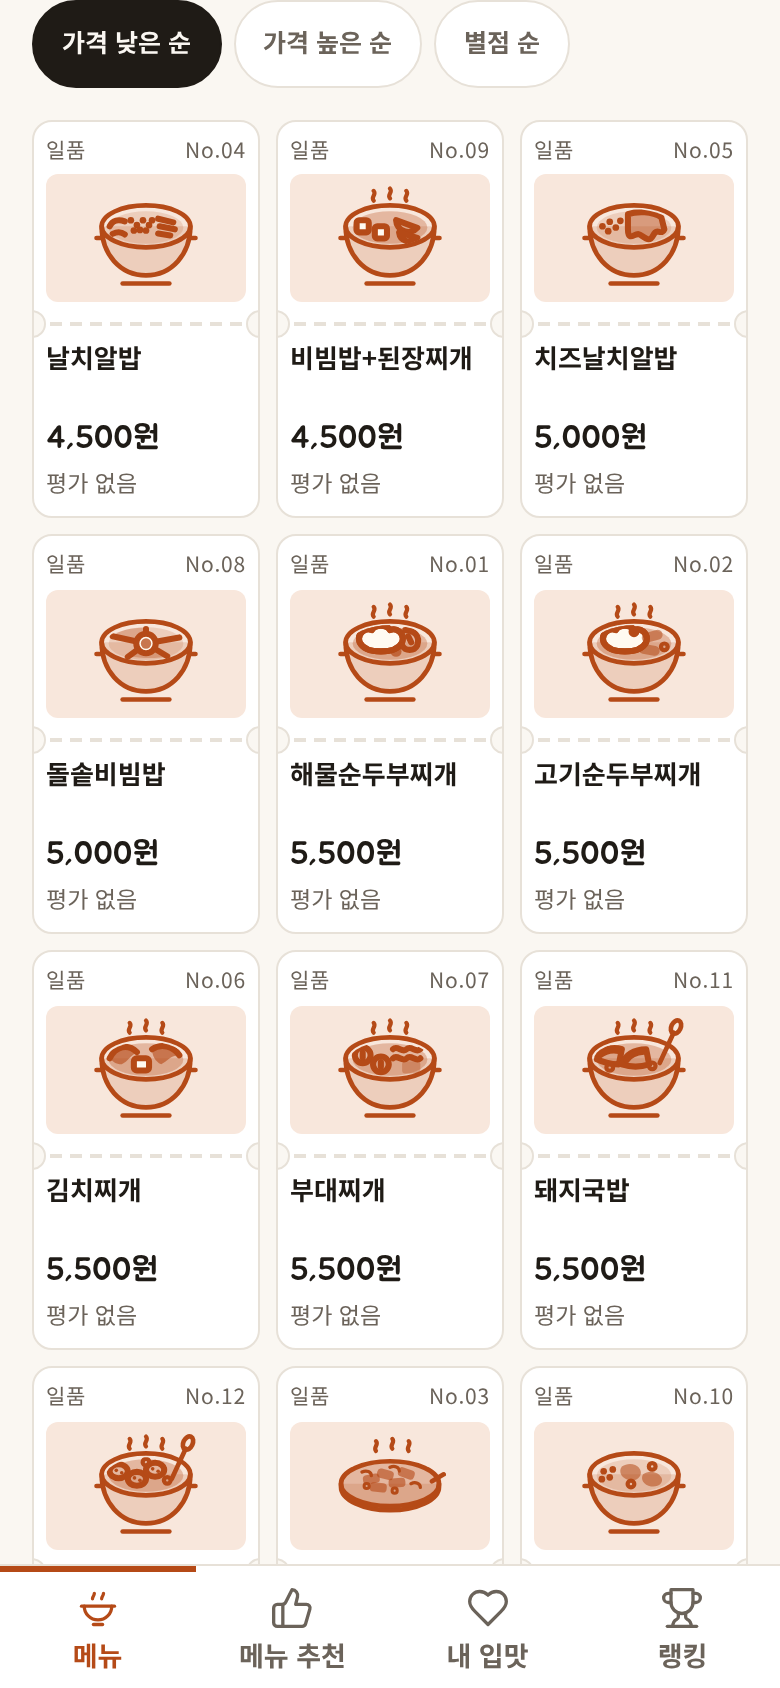 가격 낮은 순 가격 높은 순 별점 순
일품 No.04 일품 No.09 일품 No.05
날치알밥 비빔밥+된장찌개 치즈날치알밥
4,500원 4,500원 5,000원
평가 없음 평가 없음 평가 없음
일품 No.08 일품 No.01 일품 No.02
돌솥비빔밥 해물순두부찌개 고기순두부찌개
5,000원 5,500원 5,500원
평가 없음 평가 없음 평가 없음
일품 No.06 일품 No.07 일품 No.11
김치찌개 부대찌개 돼지국밥
5,500원 5,500원 5,500원
평가 없음 평가 없음 평가 없음
일품 No.12 일품 No.03 일품 No.10
메뉴 메뉴 추천 내 입맛 랭킹